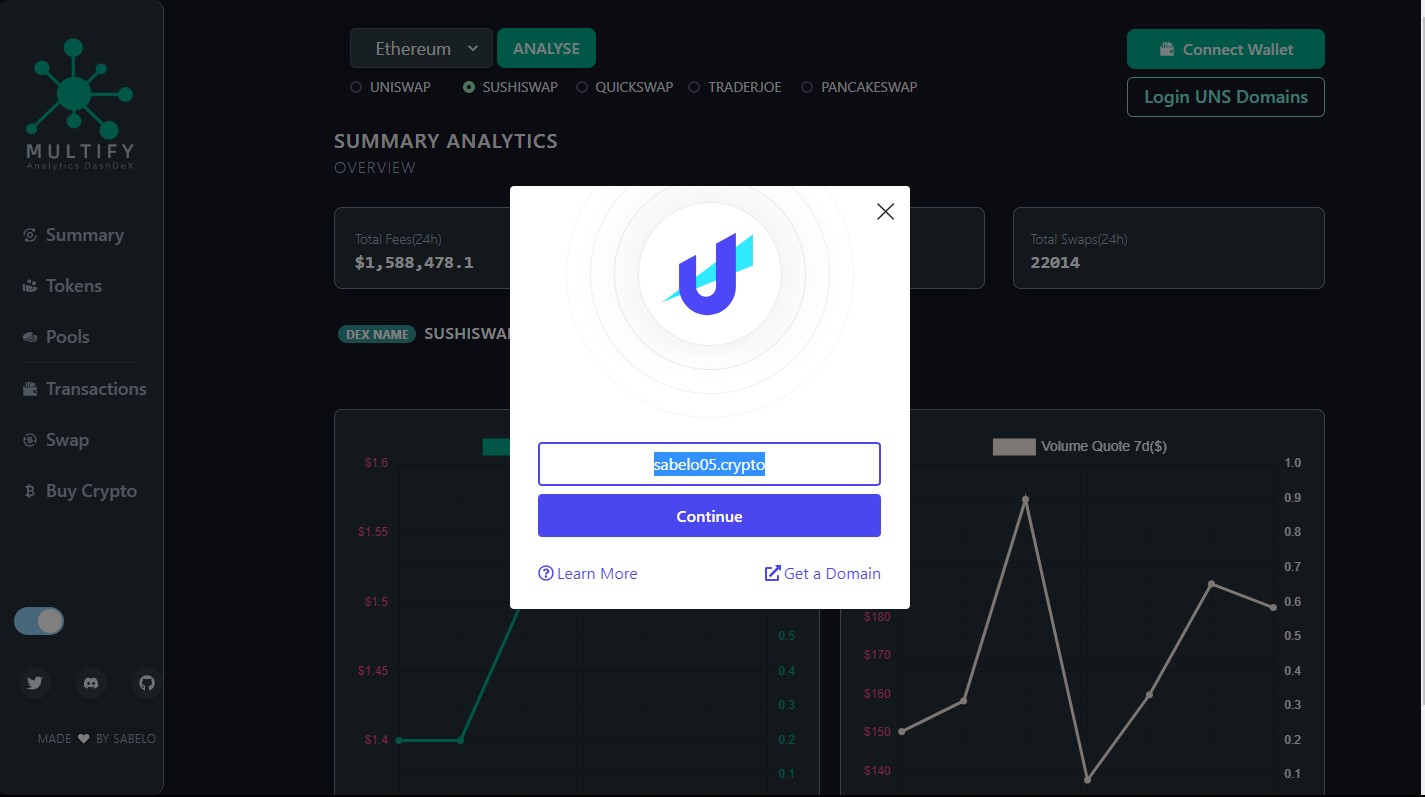 MULTIFY
Analytics DashDeX
Summary
Tokens
Pools
Transactions
Swap
Buy Crypto
MADE BY SABELO
Ethereum
ANALYSE
UNISWAP
SUSHISWAP
QUICKSWAP
TRADERJOE
PANCAKESWAP
Connect Wallet
Login UNS Domains
SUMMARY ANALYTICS
OVERVIEW
Total Fees(24h)
$1,588,478.1
Total Swaps(24h)
22014
DEX NAME
sabelo05.crypto
Continue
Learn More
Get a Domain
$1.6
$1.55
$1.5
$1.45
$1.4
0.5
0.4
0.3
0.2
0.1
Volume Quote 7d($)
$180
$170
$160
$150
$140
1.0
0.9
0.8
0.7
0.6
0.5
0.4
0.3
0.2
0.1